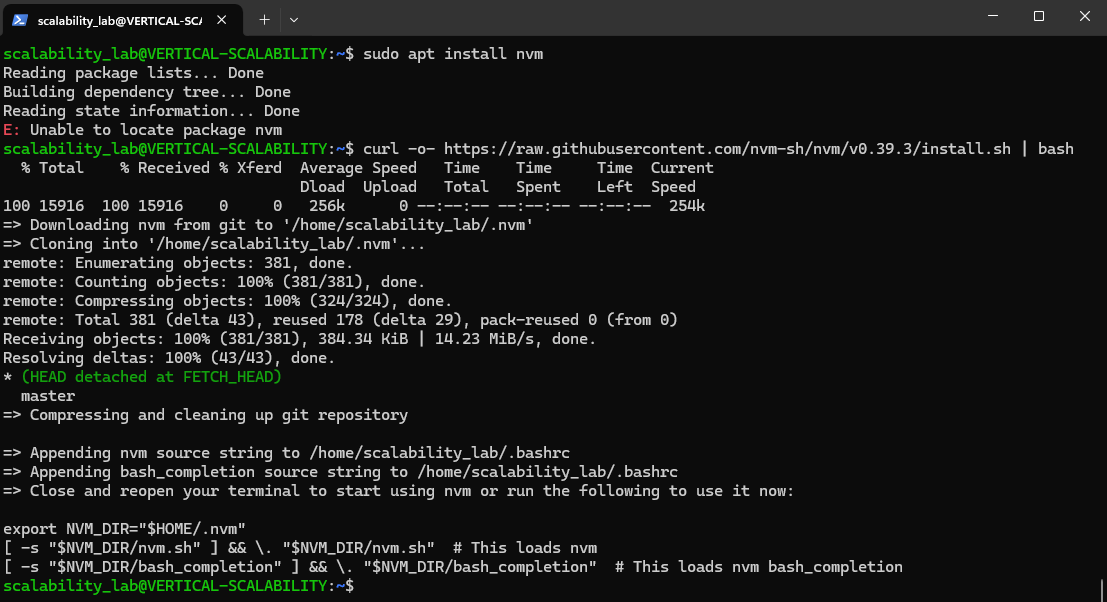 scalability_lab@VERTICAL-SCA
scalability_lab@VERTICAL-SCALABILITY:~$ sudo apt install nvm
Reading package lists... Done
Building dependency tree... Done
Reading state information... Done
E: Unable to locate package nvm
scalability_lab@VERTICAL-SCALABILITY:~$ curl -o- https://raw.githubusercontent.com/nvm-sh/nvm/v0.39.3/install.sh | bash
  % Total    % Received % Xferd  Average Speed   Time    Time     Time  Current
                                 Dload  Upload   Total   Spent    Left  Speed
100 15916  100 15916    0     0   256k      0 --:--:-- --:--:-- --:--:--  254k
=> Downloading nvm from git to '/home/scalability_lab/.nvm'
=> Cloning into '/home/scalability_lab/.nvm'...
remote: Enumerating objects: 381, done.
remote: Counting objects: 100% (381/381), done.
remote: Compressing objects: 100% (324/324), done.
remote: Total 381 (delta 43), reused 178 (delta 29), pack-reused 0 (from 0)
Receiving objects: 100% (381/381), 384.34 KiB | 14.23 MiB/s, done.
Resolving deltas: 100% (43/43), done.
* (HEAD detached at FETCH_HEAD)
  master
=> Compressing and cleaning up git repository
=> Appending nvm source string to /home/scalability_lab/.bashrc
=> Appending bash_completion source string to /home/scalability_lab/.bashrc
=> Close and reopen your terminal to start using nvm or run the following to use it now:
export NVM_DIR="$HOME/.nvm"
[ -s "$NVM_DIR/nvm.sh" ] && \. "$NVM_DIR/nvm.sh"  # This loads nvm
[ -s "$NVM_DIR/bash_completion" ] && \. "$NVM_DIR/bash_completion"  # This loads nvm bash_completion
scalability_lab@VERTICAL-SCALABILITY:~$